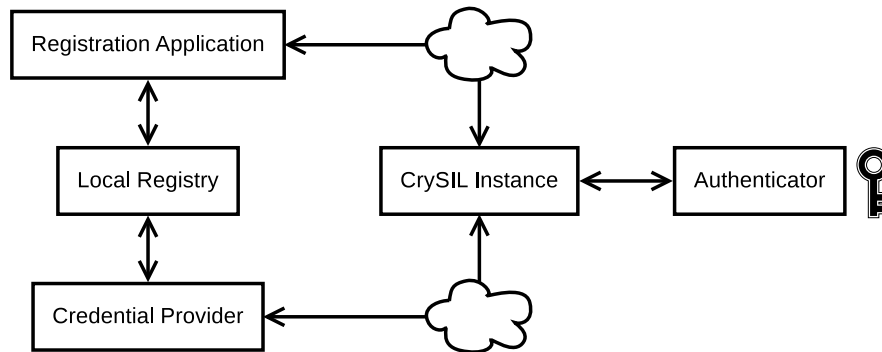 Registration Application
Local Registry
CrySIL Instance
Authenticator
Credential Provider